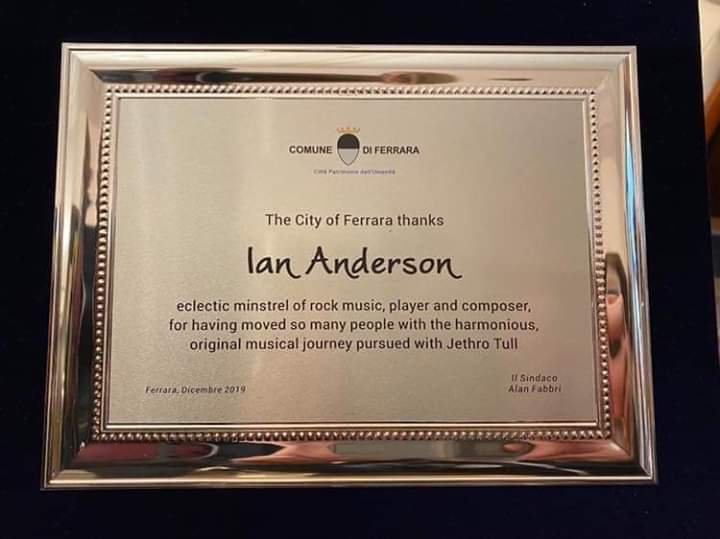 COMUNE DI FERRARA
Città Patrimonio dell'Umanità
The City of Ferrara thanks
Ian Anderson
eclectic minstrel of rock music, player and composer,
for having moved so many people with the harmonious,
original musical journey pursued with Jethro Tull
Ferrara, Dicembre 2019
Il Sindaco
Alan Fabbri